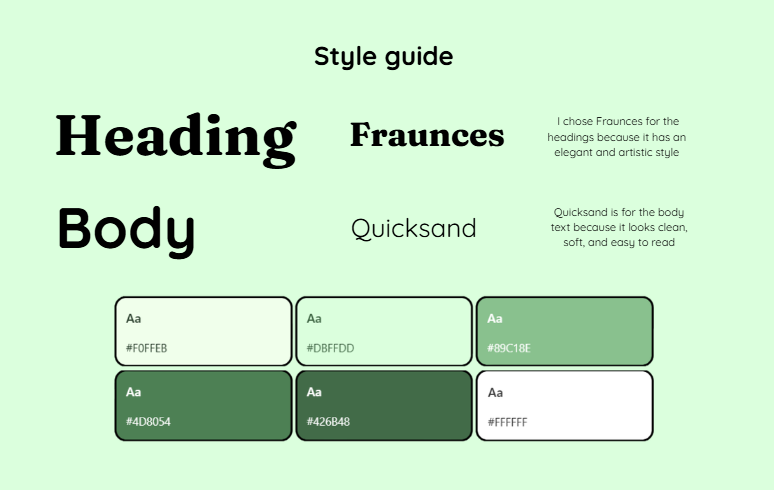 Style guide
Heading
Fraunces
I chose Fraunces for the
headings because it has an
elegant and artistic style
Body
Quicksand
Quicksand is for the body
text because it looks clean,
soft, and easy to read
Aa
#F0FFEB
Aa
#DBFFDD
Aa
#89C18E
Aa
#4D8054
Aa
#426B48
Aa
#FFFFFF